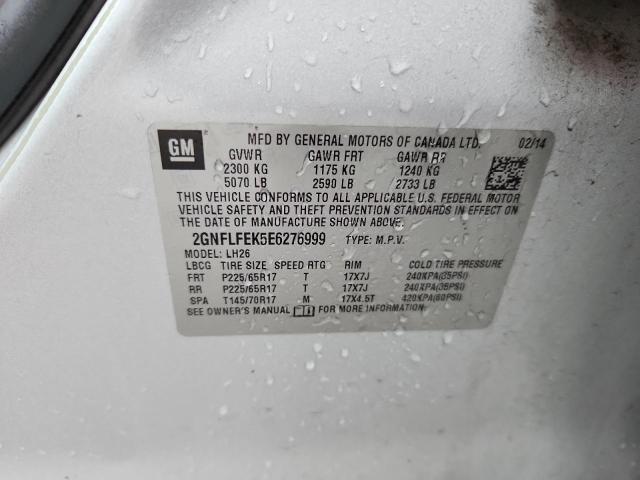 GM
MFD BY GENERAL MOTORS OF CANADA LTD. 02/14
GVWR GAWR FRT GAWR RR
2300 KG 1175 KG 1240 KG
5070 LB 2590 LB 2733 LB
THIS VEHICLE CONFORMS TO ALL APPLICABLE U.S. FEDERAL MOTOR
VEHICLE SAFETY AND THEFT PREVENTION STANDARDS IN EFFECT ON
THE DATE OF MANUFACTURE SHOWN ABOVE.
2GNFLFEK5E6276999 TYPE: M.P.V.
MODEL: LH26
LBCG TIRE SIZE SPEED RTG RIM COLD TIRE PRESSURE
FRT P225/65R17 T 17X7J 240KPA(35PSI)
RR P225/65R17 T 17X7J 240KPA(35PSI)
SPA T145/70R17 M 17X4.5T 420KPA(60PSI)
SEE OWNER'S MANUAL FOR MORE INFORMATION